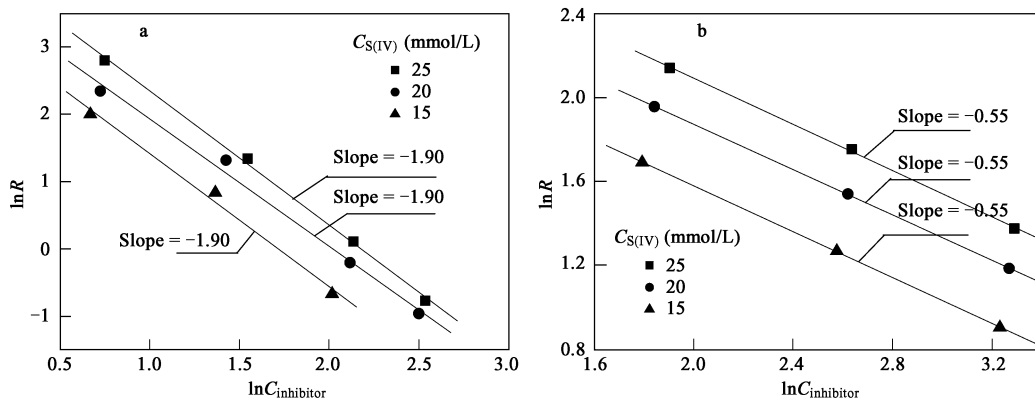 a
C_S(IV) (mmol/L)
25
20
15
Slope = −1.90
Slope = −1.90
Slope = −1.90
3
2
1
0
−1
lnR
0.5 1.0 1.5 2.0 2.5 3.0
lnC_inhibitor
b
2.4
2.0
1.6
1.2
0.8
lnR
Slope = −0.55
Slope = −0.55
Slope = −0.55
C_S(IV) (mmol/L)
25
20
15
1.6 2.0 2.4 2.8 3.2
lnC_inhibitor